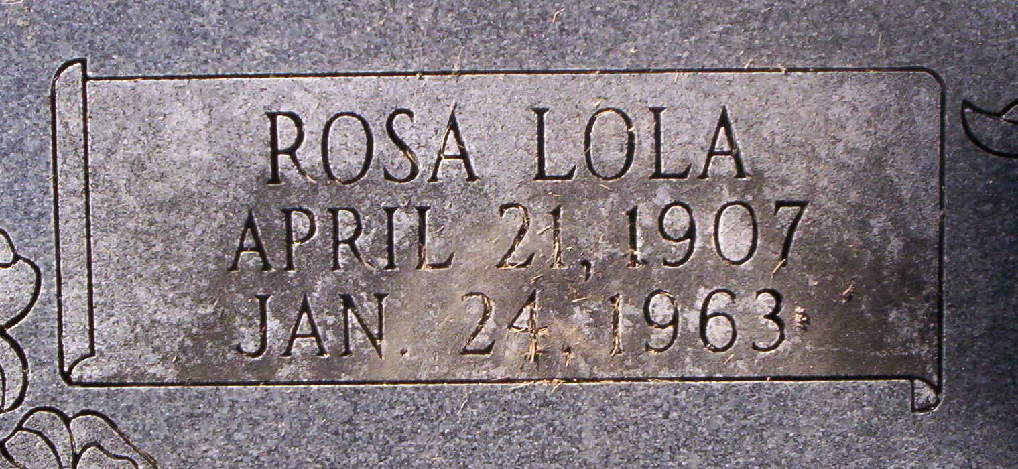 ROSA LOLA
APRIL 21, 1907
JAN. 24, 1963